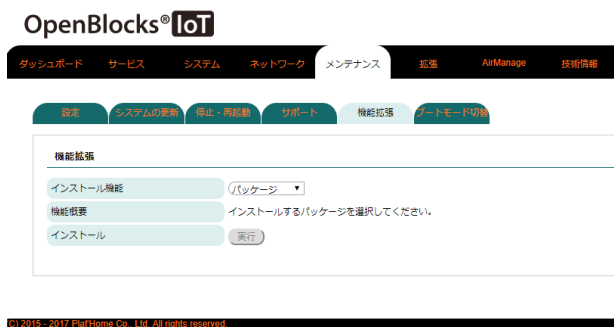 OpenBlocks® IoT
ダッシュボード サービス システム ネットワーク メンテナンス 拡張 AirManage 技術情報
設定 システムの更新 停止・再起動 サポート 機能拡張 ブートモード切替
機能拡張
インストール機能 パッケージ
機能概要 インストールするパッケージを選択してください。
インストール 実行
(C) 2015 - 2017 Plat'Home Co., Ltd. All rights reserved.